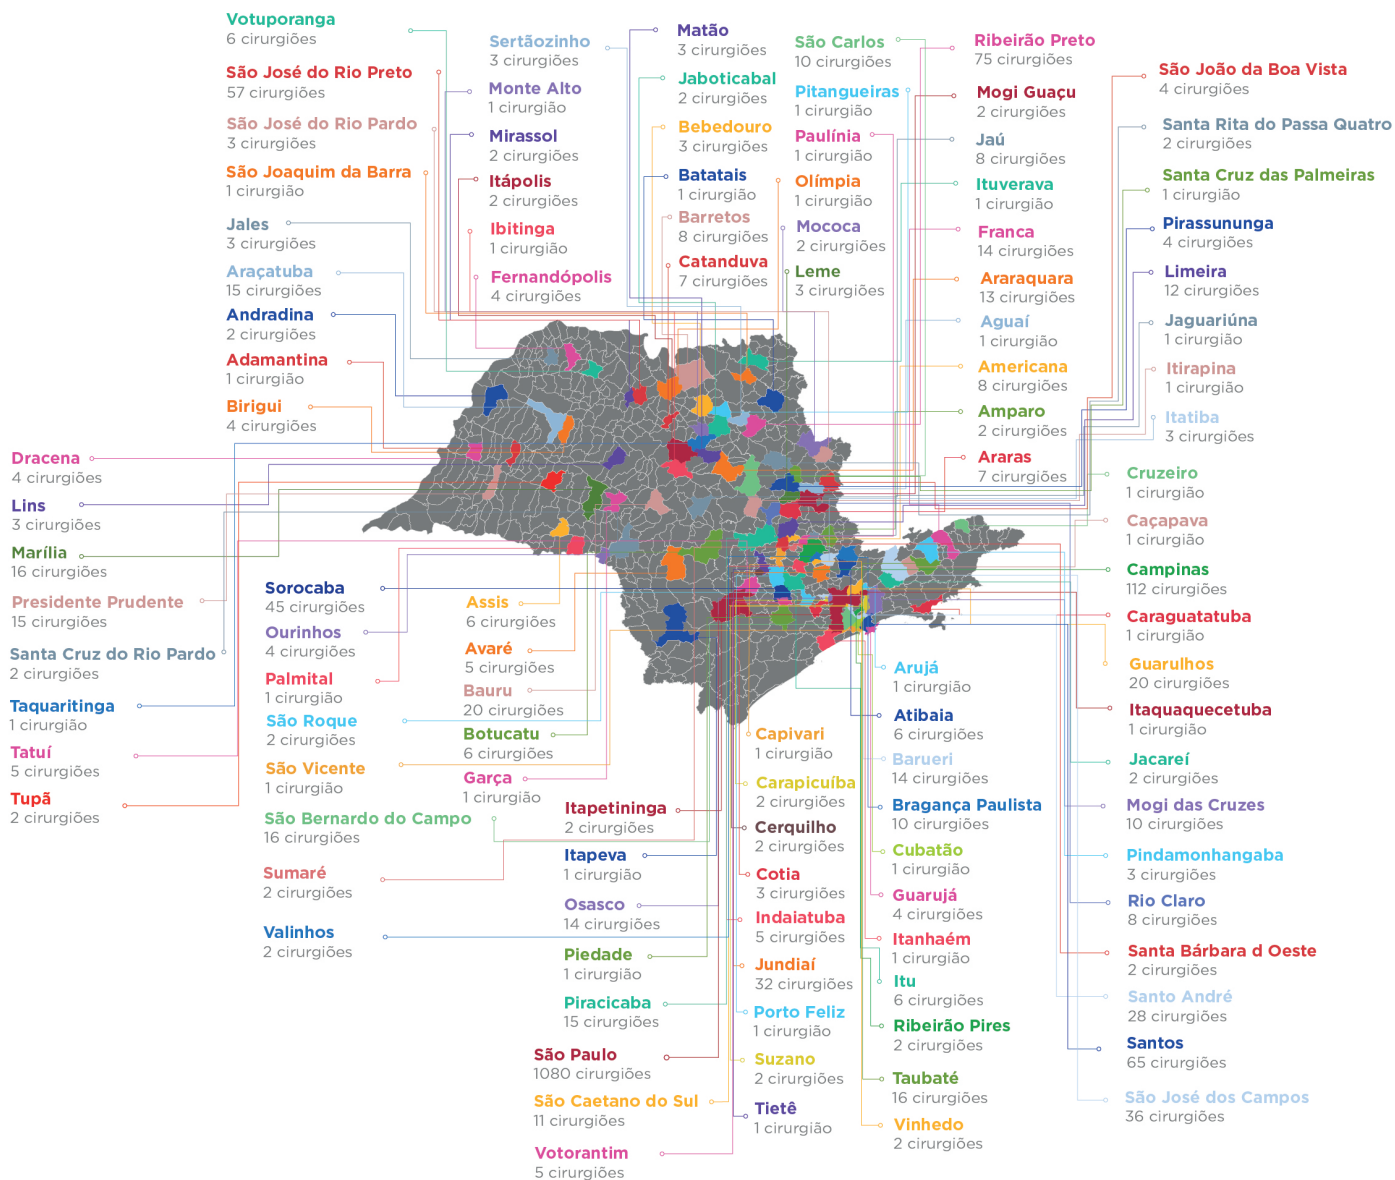 Votuporanga
6 cirurgiões
São José do Rio Preto
57 cirurgiões
São José do Rio Pardo
3 cirurgiões
São Joaquim da Barra
1 cirurgião
Jales
3 cirurgiões
Araçatuba
15 cirurgiões
Andradina
2 cirurgiões
Adamantina
1 cirurgião
Birigui
4 cirurgiões
Sertãozinho
3 cirurgiões
Monte Alto
1 cirurgião
Mirassol
2 cirurgiões
Itápolis
2 cirurgiões
Ibitinga
1 cirurgião
Fernandópolis
4 cirurgiões
Matão
3 cirurgiões
Jaboticabal
2 cirurgiões
Bebedouro
3 cirurgiões
Batatais
1 cirurgião
Barretos
8 cirurgiões
Catanduva
7 cirurgiões
São Carlos
10 cirurgiões
Pitangueiras
1 cirurgião
Paulínia
1 cirurgião
Olímpia
1 cirurgião
Mococa
2 cirurgiões
Leme
3 cirurgiões
Ribeirão Preto
75 cirurgiões
Mogi Guaçu
2 cirurgiões
Jaú
8 cirurgiões
Ituverava
1 cirurgião
Franca
14 cirurgiões
Araraquara
13 cirurgiões
Aguaí
1 cirurgião
Americana
8 cirurgiões
Amparo
2 cirurgiões
Araras
7 cirurgiões
São João da Boa Vista
4 cirurgiões
Santa Rita do Passa Quatro
2 cirurgiões
Santa Cruz das Palmeiras
1 cirurgião
Pirassununga
4 cirurgiões
Limeira
12 cirurgiões
Jaguariúna
1 cirurgião
Itirapina
1 cirurgião
Itatiba
3 cirurgiões
Dracena
4 cirurgiões
Lins
3 cirurgiões
Marília
16 cirurgiões
Presidente Prudente
15 cirurgiões
Santa Cruz do Rio Pardo
2 cirurgiões
Taquaritinga
1 cirurgião
Tatuí
5 cirurgiões
Tupã
2 cirurgiões
Sorocaba
45 cirurgiões
Ourinhos
4 cirurgiões
Palmital
1 cirurgião
São Roque
2 cirurgiões
São Vicente
1 cirurgião
São Bernardo do Campo
16 cirurgiões
Sumaré
2 cirurgiões
Valinhos
2 cirurgiões
Assis
6 cirurgiões
Avaré
5 cirurgiões
Bauru
20 cirurgiões
Botucatu
6 cirurgiões
Garça
1 cirurgião
Itapetininga
2 cirurgiões
Itapeva
1 cirurgião
Osasco
14 cirurgiões
Piedade
1 cirurgião
Piracicaba
15 cirurgiões
São Paulo
1080 cirurgiões
São Caetano do Sul
11 cirurgiões
Votorantim
5 cirurgiões
Capivari
1 cirurgião
Carapicuíba
2 cirurgiões
Cerquilho
2 cirurgiões
Cotia
3 cirurgiões
Indaiatuba
5 cirurgiões
Jundiaí
32 cirurgiões
Porto Feliz
1 cirurgião
Suzano
2 cirurgiões
Tietê
1 cirurgião
Arujá
1 cirurgião
Atibaia
6 cirurgiões
Barueri
14 cirurgiões
Bragança Paulista
10 cirurgiões
Cubatão
1 cirurgião
Guarujá
4 cirurgiões
Itanhaém
1 cirurgião
Itu
6 cirurgiões
Ribeirão Pires
2 cirurgiões
Taubaté
16 cirurgiões
Vinhedo
2 cirurgiões
Cruzeiro
1 cirurgião
Caçapava
1 cirurgião
Campinas
112 cirurgiões
Caraguatatuba
1 cirurgião
Guarulhos
20 cirurgiões
Itaquaquecetuba
1 cirurgião
Jacareí
2 cirurgiões
Mogi das Cruzes
10 cirurgiões
Pindamonhangaba
3 cirurgiões
Rio Claro
8 cirurgiões
Santa Bárbara d Oeste
2 cirurgiões
Santo André
28 cirurgiões
Santos
65 cirurgiões
São José dos Campos
36 cirurgiões